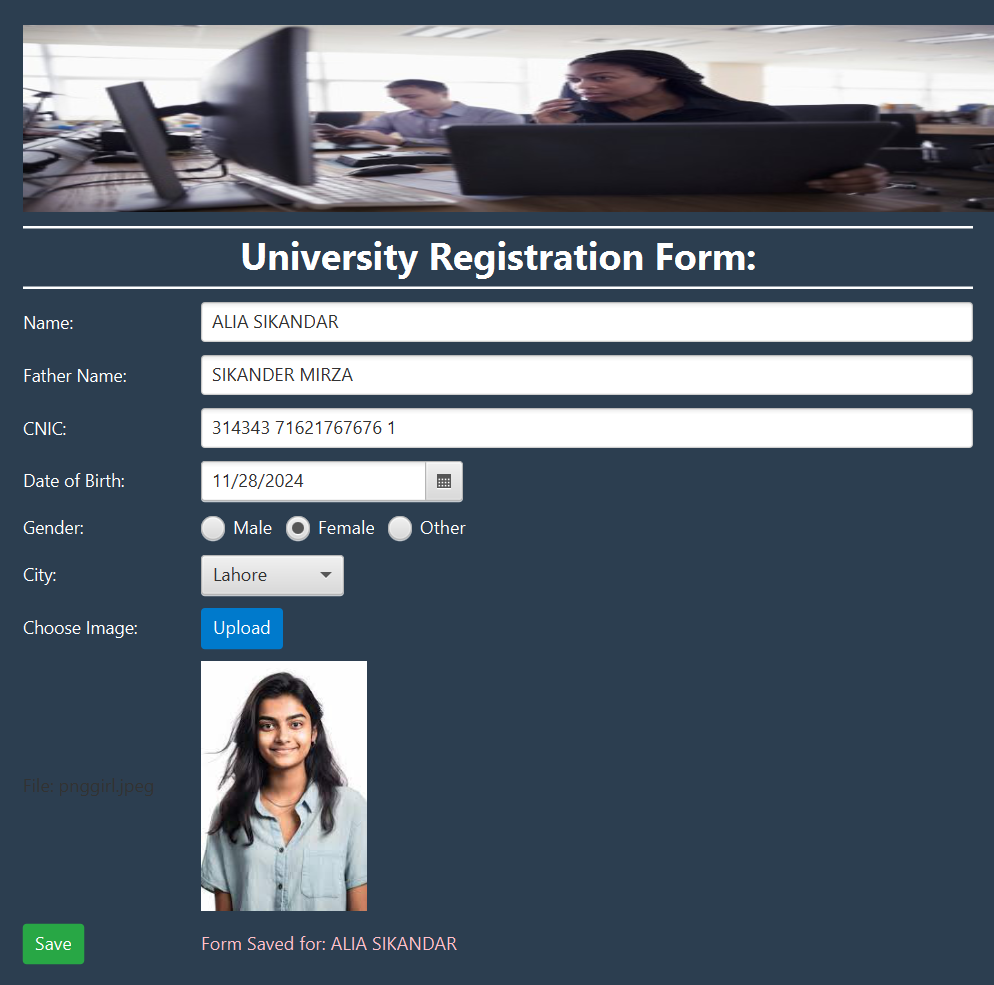 University Registration Form:
Name: ALIA SIKANDAR
Father Name: SIKANDER MIRZA
CNIC: 314343 71621767676 1
Date of Birth: 11/28/2024
Gender: Male Female Other
City: Lahore
Choose Image: Upload
File: pnggirl.jpeg
Save Form Saved for: ALIA SIKANDAR